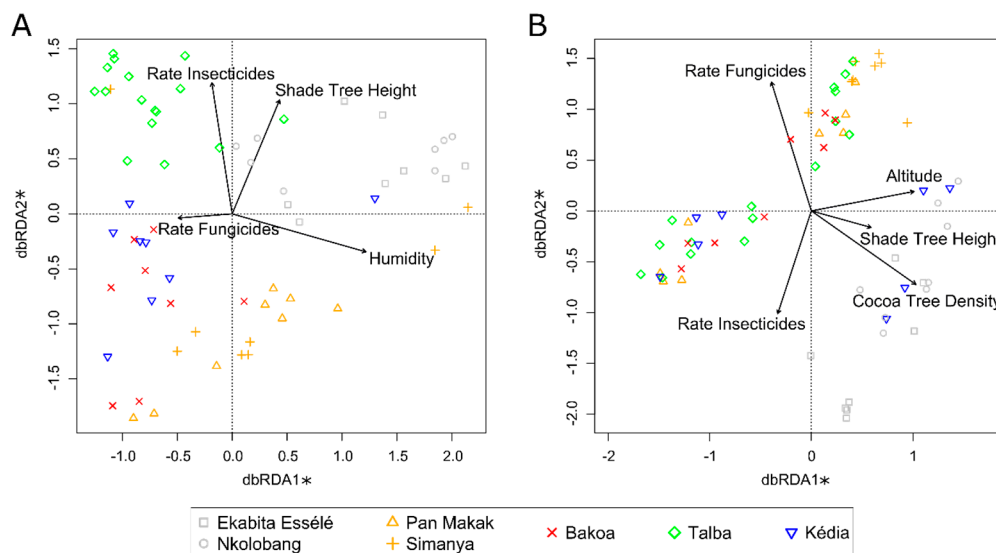 A
B
1.5
1.0
0.5
0.0
-0.5
-1.0
-1.5
dbRDA2*
Rate Insecticides
Shade Tree Height
Rate Fungicides
Humidity
-1.0
-0.5
0.0
0.5
1.0
1.5
2.0
dbRDA1*
1.5
1.0
0.5
0.0
-0.5
-1.0
-1.5
-2.0
dbRDA2*
Rate Fungicides
Altitude
Shade Tree Height
Cocoa Tree Density
Rate Insecticides
-2
-1
0
1
dbRDA1*
Ekabita Essélé
Pan Makak
Bakoa
Talba
Kédia
Nkolobang
Simanya